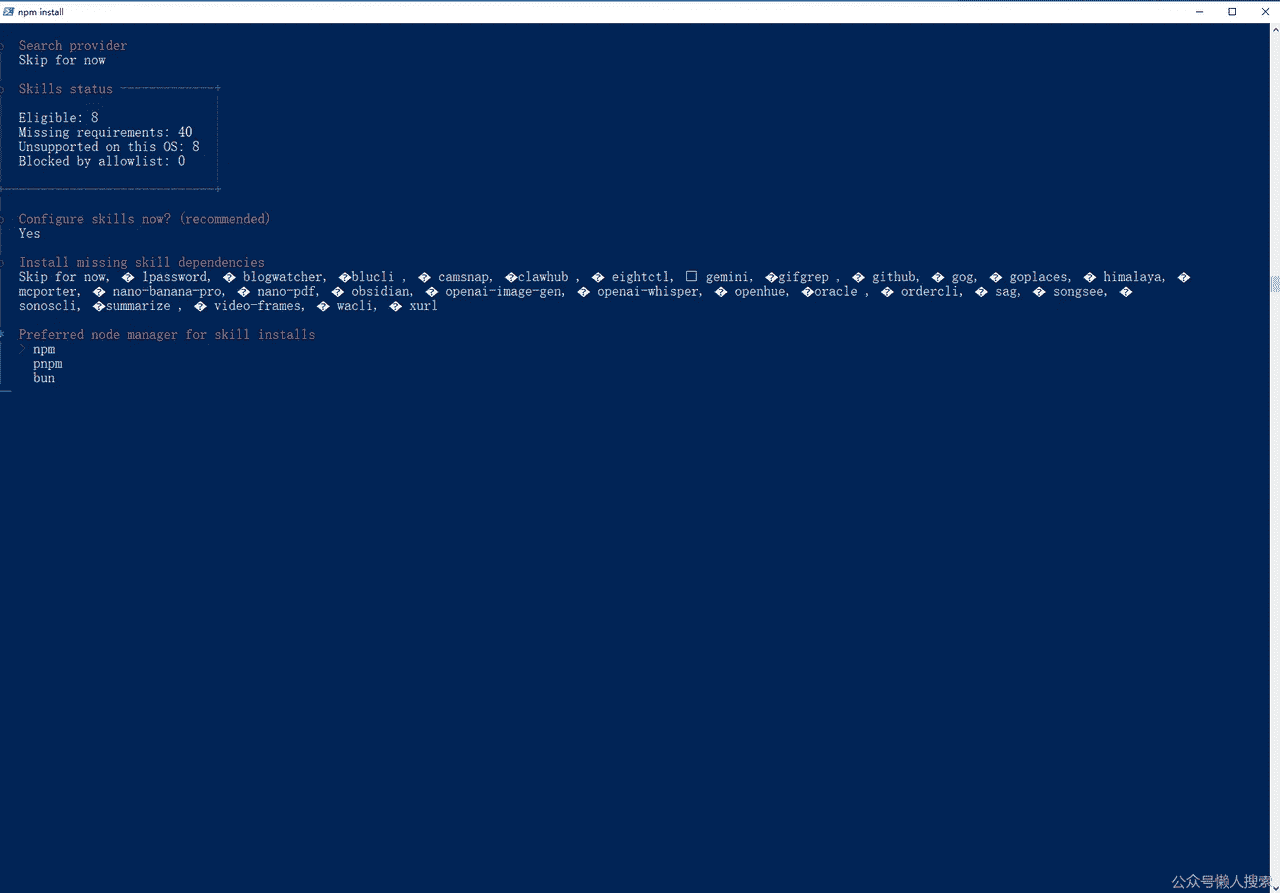 npm install
Search provider
Skip for now
Skills status
Eligible: 8
Missing requirements: 40
Unsupported on this OS: 8
Blocked by allowlist: 0
Configure skills now? (recommended)
Yes
Install missing skill dependencies
Skip for now, � 1password, � blogwatcher, �blucli , � camsnap, �clawhub , � eightctl, □ gemini, �gifgrep , � github, � gog, � goplaces, � himalaya, �
mcporter, � nano-banana-pro, � nano-pdf, � obsidian, � openai-image-gen, � openai-whisper, � openhue, �oracle , � ordercli, � sag, � songsee, �
sonoscli, �summarize , � video-frames, � wacli, � xurl
Preferred node manager for skill installs
> npm
pnpm
bun
公众号懒人搜索